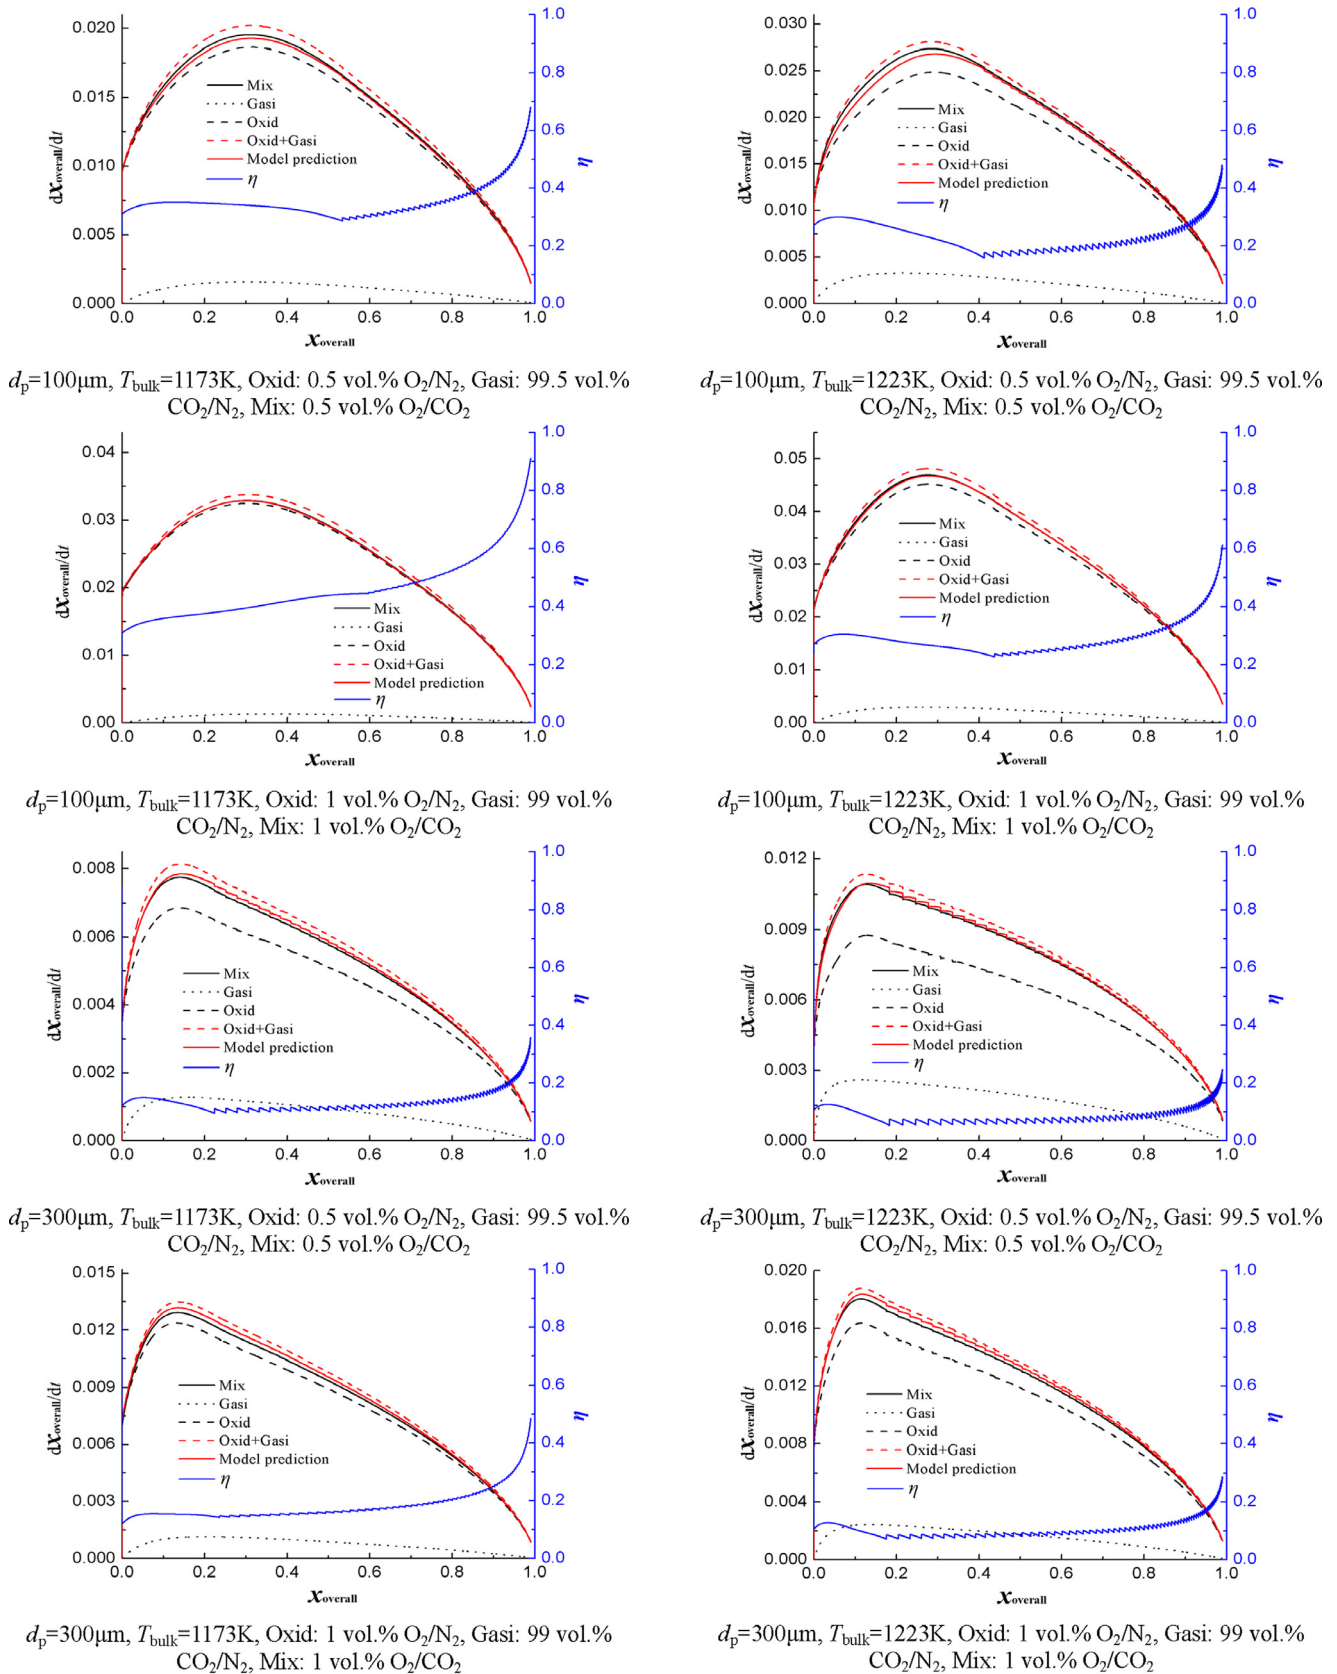 0.020
0.015
0.010
0.005
0.000
dxoverall/dt
Mix
Gasi
Oxid
Oxid+Gasi
Model prediction
η
1.0
0.8
0.6
0.4
0.2
0.0
η
0.0 0.2 0.4 0.6 0.8 1.0
xoverall
dp=100μm, Tbulk=1173K, Oxid: 0.5 vol.% O2/N2, Gasi: 99.5 vol.%
CO2/N2, Mix: 0.5 vol.% O2/CO2
0.030
0.025
0.020
0.015
0.010
0.005
0.000
dxoverall/dt
Mix
Gasi
Oxid
Oxid+Gasi
Model prediction
η
1.0
0.8
0.6
0.4
0.2
0.0
η
0.0 0.2 0.4 0.6 0.8 1.0
xoverall
dp=100μm, Tbulk=1223K, Oxid: 0.5 vol.% O2/N2, Gasi: 99.5 vol.%
CO2/N2, Mix: 0.5 vol.% O2/CO2
0.04
0.03
0.02
0.01
0.00
dxoverall/dt
Mix
Gasi
Oxid
Oxid+Gasi
Model prediction
η
1.0
0.8
0.6
0.4
0.2
0.0
η
0.0 0.2 0.4 0.6 0.8 1.0
xoverall
dp=100μm, Tbulk=1173K, Oxid: 1 vol.% O2/N2, Gasi: 99 vol.%
CO2/N2, Mix: 1 vol.% O2/CO2
0.05
0.04
0.03
0.02
0.01
0.00
dxoverall/dt
Mix
Gasi
Oxid
Oxid+Gasi
Model prediction
η
1.0
0.8
0.6
0.4
0.2
0.0
η
0.0 0.2 0.4 0.6 0.8 1.0
xoverall
dp=100μm, Tbulk=1223K, Oxid: 1 vol.% O2/N2, Gasi: 99 vol.%
CO2/N2, Mix: 1 vol.% O2/CO2
0.008
0.006
0.004
0.002
0.000
dxoverall/dt
Mix
Gasi
Oxid
Oxid+Gasi
Model prediction
η
1.0
0.8
0.6
0.4
0.2
0.0
η
0.0 0.2 0.4 0.6 0.8 1.0
xoverall
dp=300μm, Tbulk=1173K, Oxid: 0.5 vol.% O2/N2, Gasi: 99.5 vol.%
CO2/N2, Mix: 0.5 vol.% O2/CO2
0.012
0.009
0.006
0.003
0.000
dxoverall/dt
Mix
Gasi
Oxid
Oxid+Gasi
Model prediction
η
1.0
0.8
0.6
0.4
0.2
0.0
η
0.0 0.2 0.4 0.6 0.8 1.0
xoverall
dp=300μm, Tbulk=1223K, Oxid: 0.5 vol.% O2/N2, Gasi: 99.5 vol.%
CO2/N2, Mix: 0.5 vol.% O2/CO2
0.015
0.012
0.009
0.006
0.003
0.000
dxoverall/dt
Mix
Gasi
Oxid
Oxid+Gasi
Model prediction
η
1.0
0.8
0.6
0.4
0.2
0.0
η
0.0 0.2 0.4 0.6 0.8 1.0
xoverall
dp=300μm, Tbulk=1173K, Oxid: 1 vol.% O2/N2, Gasi: 99 vol.%
CO2/N2, Mix: 1 vol.% O2/CO2
0.020
0.016
0.012
0.008
0.004
0.000
dxoverall/dt
Mix
Gasi
Oxid
Oxid+Gasi
Model prediction
η
1.0
0.8
0.6
0.4
0.2
0.0
η
0.0 0.2 0.4 0.6 0.8 1.0
xoverall
dp=300μm, Tbulk=1223K, Oxid: 1 vol.% O2/N2, Gasi: 99 vol.%
CO2/N2, Mix: 1 vol.% O2/CO2